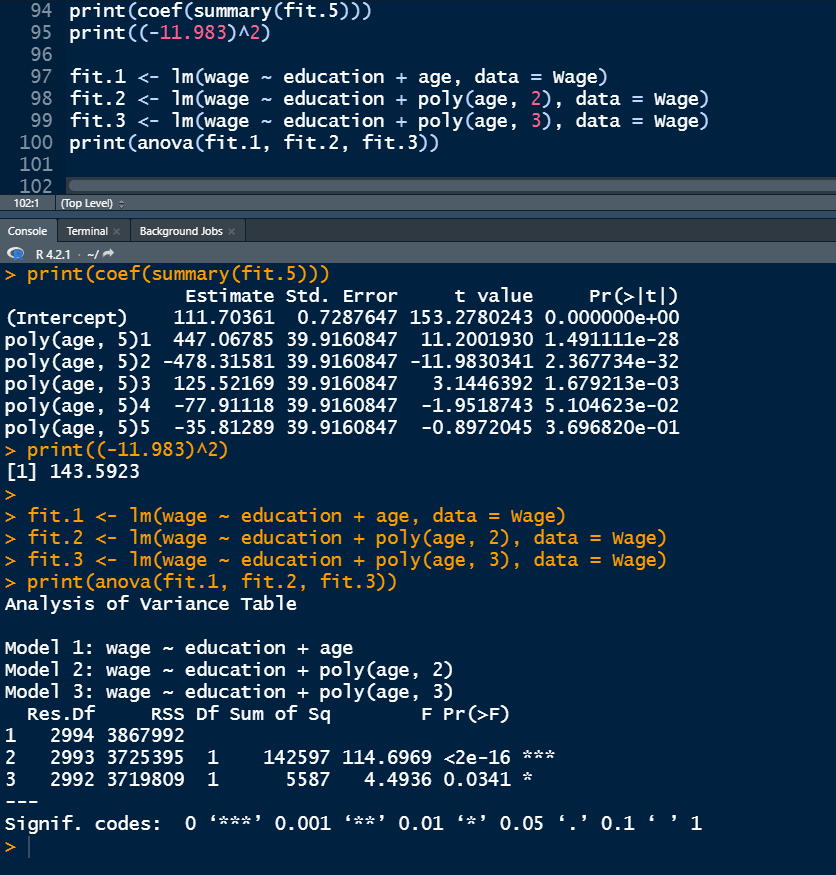 94 print(coef(summary(fit.5)))
95 print((-11.983)^2)
96
97 fit.1 <- lm(wage ~ education + age, data = Wage)
98 fit.2 <- lm(wage ~ education + poly(age, 2), data = Wage)
99 fit.3 <- lm(wage ~ education + poly(age, 3), data = Wage)
100 print(anova(fit.1, fit.2, fit.3))
101
102
102:1 (Top Level)
Console Terminal Background Jobs
R 4.2.1 · ~/
> print(coef(summary(fit.5)))
Estimate Std. Error t value Pr(>|t|)
(Intercept) 111.70361 0.7287647 153.2780243 0.000000e+00
poly(age, 5)1 447.06785 39.9160847 11.2001930 1.491111e-28
poly(age, 5)2 -478.31581 39.9160847 -11.9830341 2.367734e-32
poly(age, 5)3 125.52169 39.9160847 3.1446392 1.679213e-03
poly(age, 5)4 -77.91118 39.9160847 -1.9518743 5.104623e-02
poly(age, 5)5 -35.81289 39.9160847 -0.8972045 3.696820e-01
> print((-11.983)^2)
[1] 143.5923
>
> fit.1 <- lm(wage ~ education + age, data = Wage)
> fit.2 <- lm(wage ~ education + poly(age, 2), data = Wage)
> fit.3 <- lm(wage ~ education + poly(age, 3), data = Wage)
> print(anova(fit.1, fit.2, fit.3))
Analysis of Variance Table
Model 1: wage ~ education + age
Model 2: wage ~ education + poly(age, 2)
Model 3: wage ~ education + poly(age, 3)
Res.Df RSS Df Sum of Sq F Pr(>F)
1 2994 3867992
2 2993 3725395 1 142597 114.6969 <2e-16 ***
3 2992 3719809 1 5587 4.4936 0.0341 *
---
Signif. codes: 0 ‘***’ 0.001 ‘**’ 0.01 ‘*’ 0.05 ‘.’ 0.1 ‘ ’ 1
>